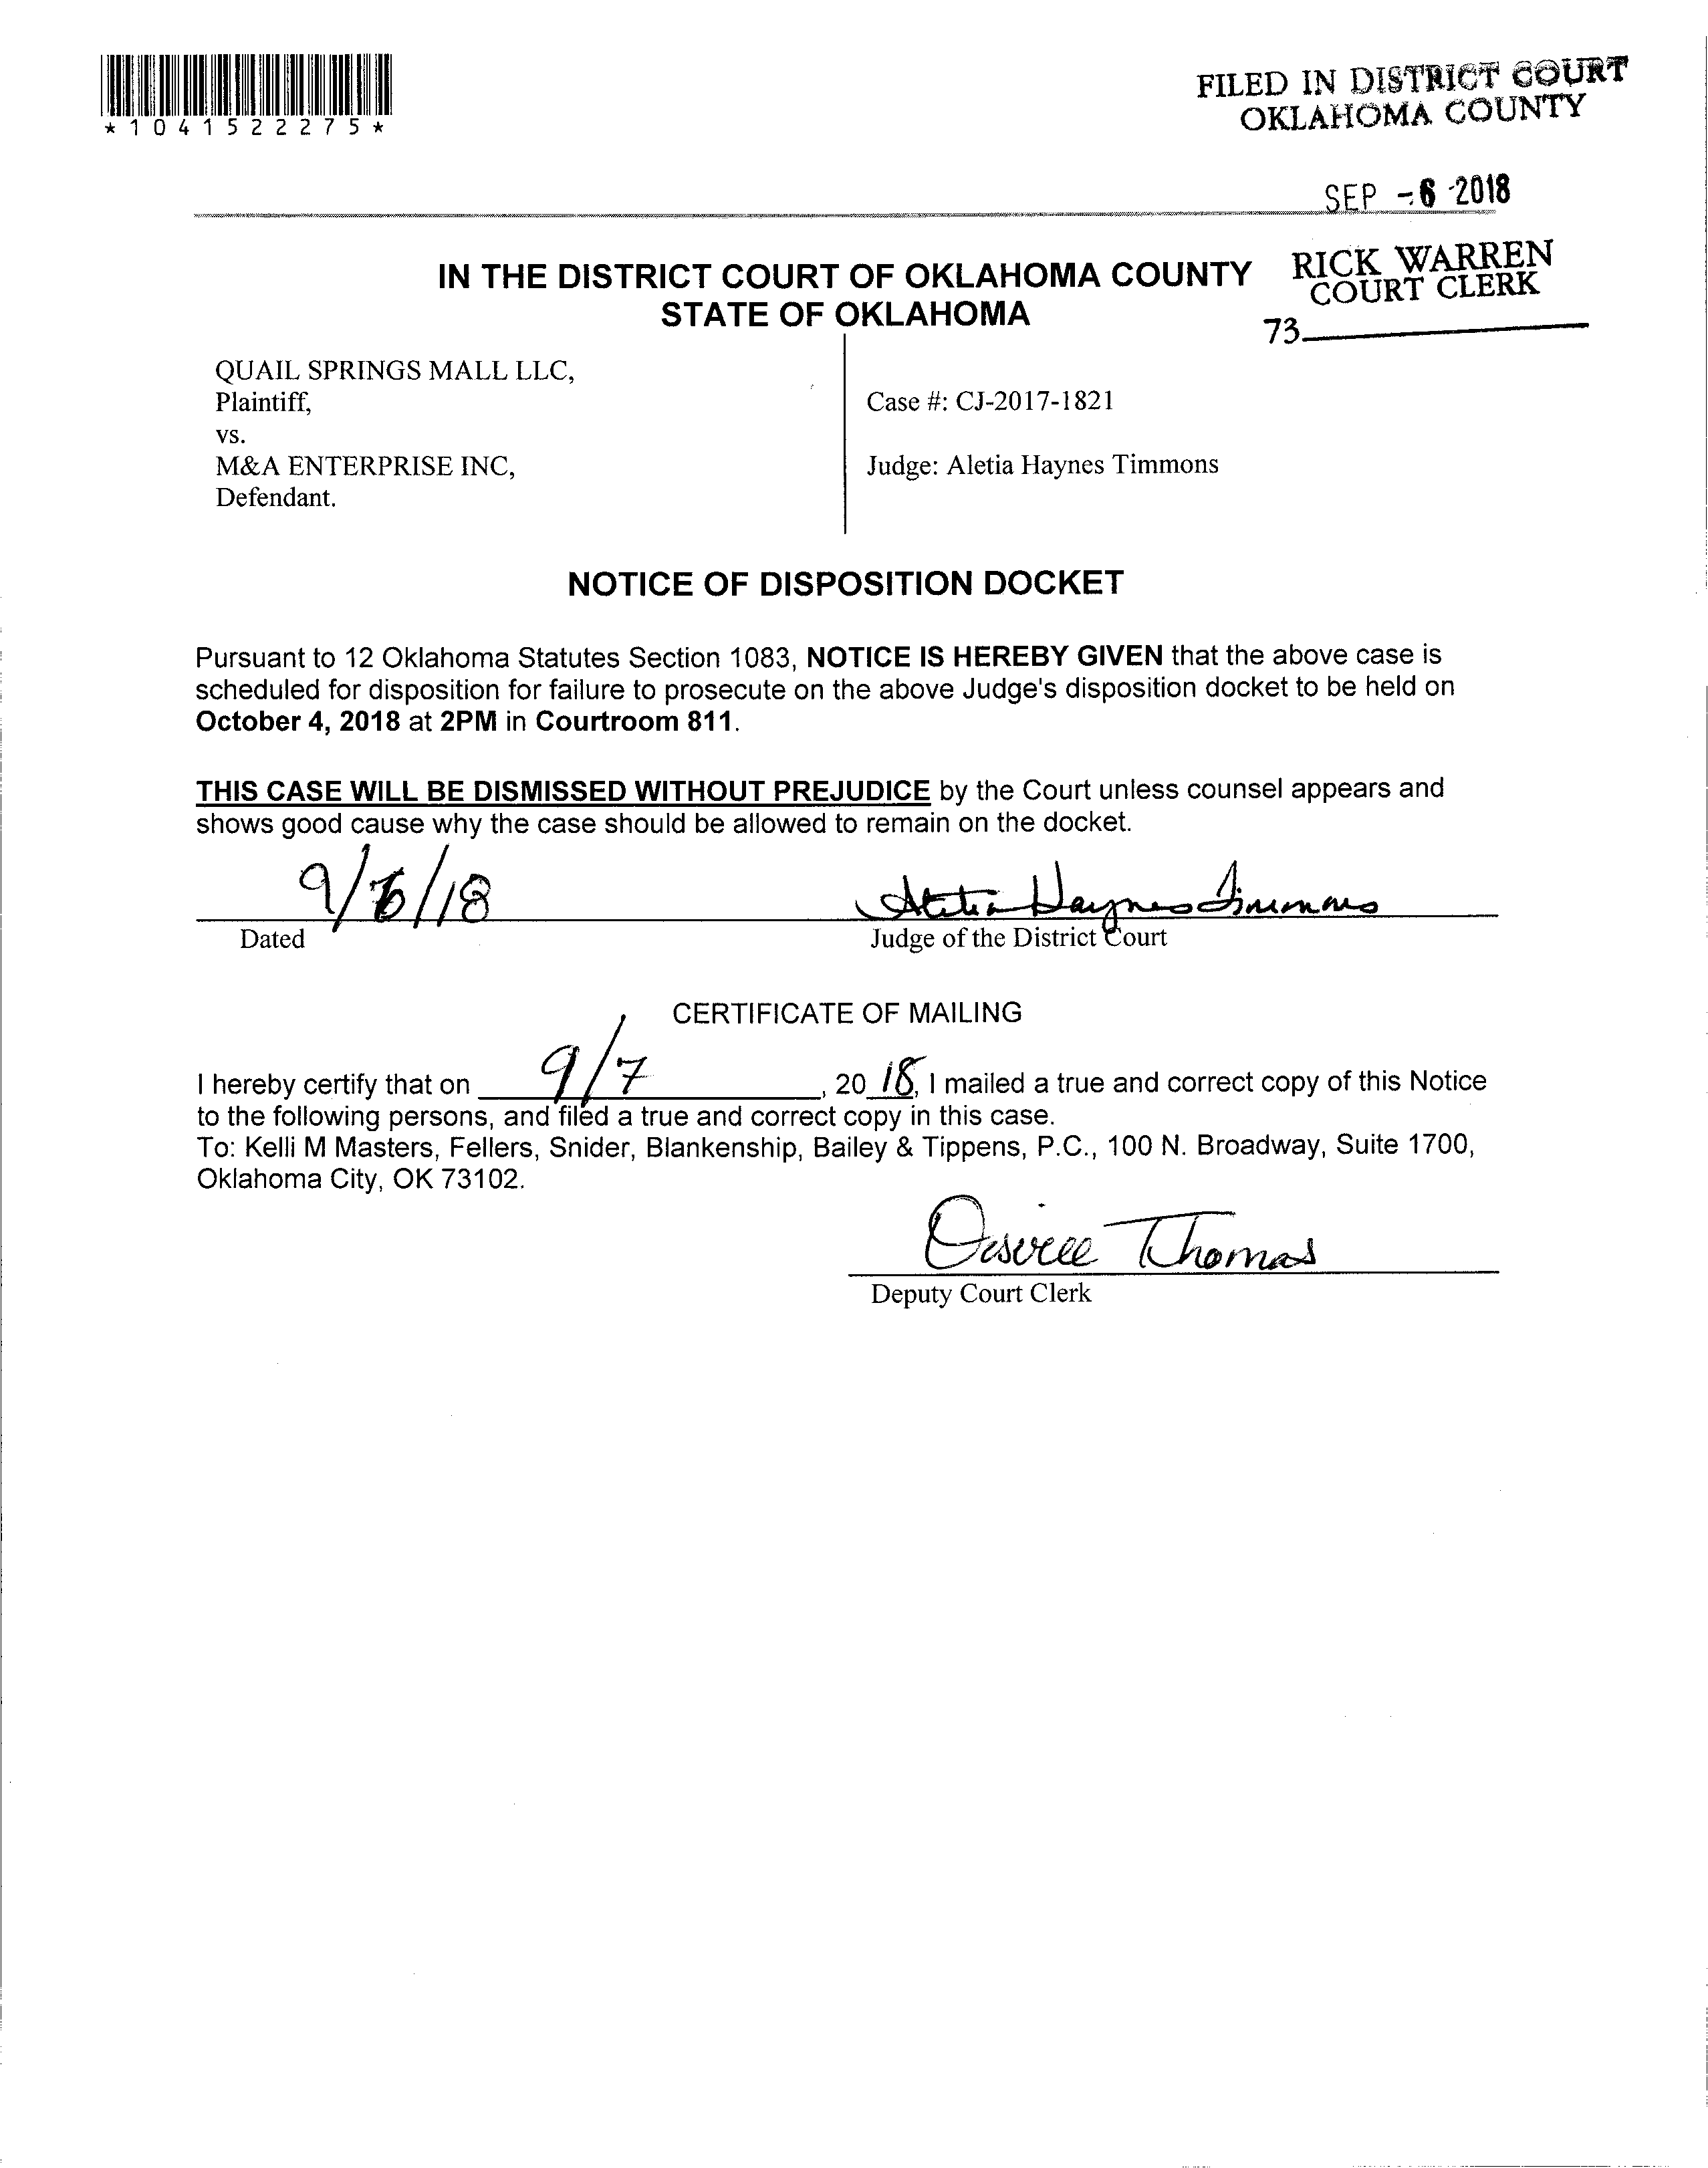 *1041522275*
FILED IN DISTRICT COURT
OKLAHOMA COUNTY
SEP -6 2018
RICK WARREN
COURT CLERK
73
IN THE DISTRICT COURT OF OKLAHOMA COUNTY
STATE OF OKLAHOMA
QUAIL SPRINGS MALL LLC,
Plaintiff,
vs.
M&A ENTERPRISE INC,
Defendant.
Case #: CJ-2017-1821
Judge: Aletia Haynes Timmons
NOTICE OF DISPOSITION DOCKET
Pursuant to 12 Oklahoma Statutes Section 1083, NOTICE IS HEREBY GIVEN that the above case is
scheduled for disposition for failure to prosecute on the above Judge's disposition docket to be held on
October 4, 2018 at 2PM in Courtroom 811.
THIS CASE WILL BE DISMISSED WITHOUT PREJUDICE by the Court unless counsel appears and
shows good cause why the case should be allowed to remain on the docket.
9/6/18 Aletia Haynes Timmons
Dated Judge of the District Court
CERTIFICATE OF MAILING
I hereby certify that on 9/7, 2018, I mailed a true and correct copy of this Notice
to the following persons, and filed a true and correct copy in this case.
To: Kelli M Masters, Fellers, Snider, Blankenship, Bailey & Tippens, P.C., 100 N. Broadway, Suite 1700,
Oklahoma City, OK 73102.
Thomas
Deputy Court Clerk